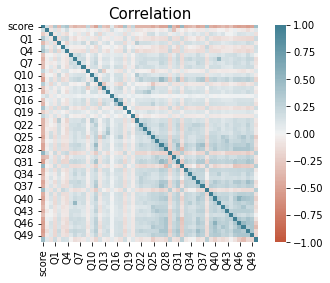 Correlation
score
Q1
Q4
Q7
Q10
Q13
Q16
Q19
Q22
Q25
Q28
Q31
Q34
Q37
Q40
Q43
Q46
Q49
1.00
0.75
0.50
0.25
0.00
−0.25
−0.50
−0.75
−1.00
score
Q1
Q4
Q7
Q10
Q13
Q16
Q19
Q22
Q25
Q28
Q31
Q34
Q37
Q40
Q43
Q46
Q49